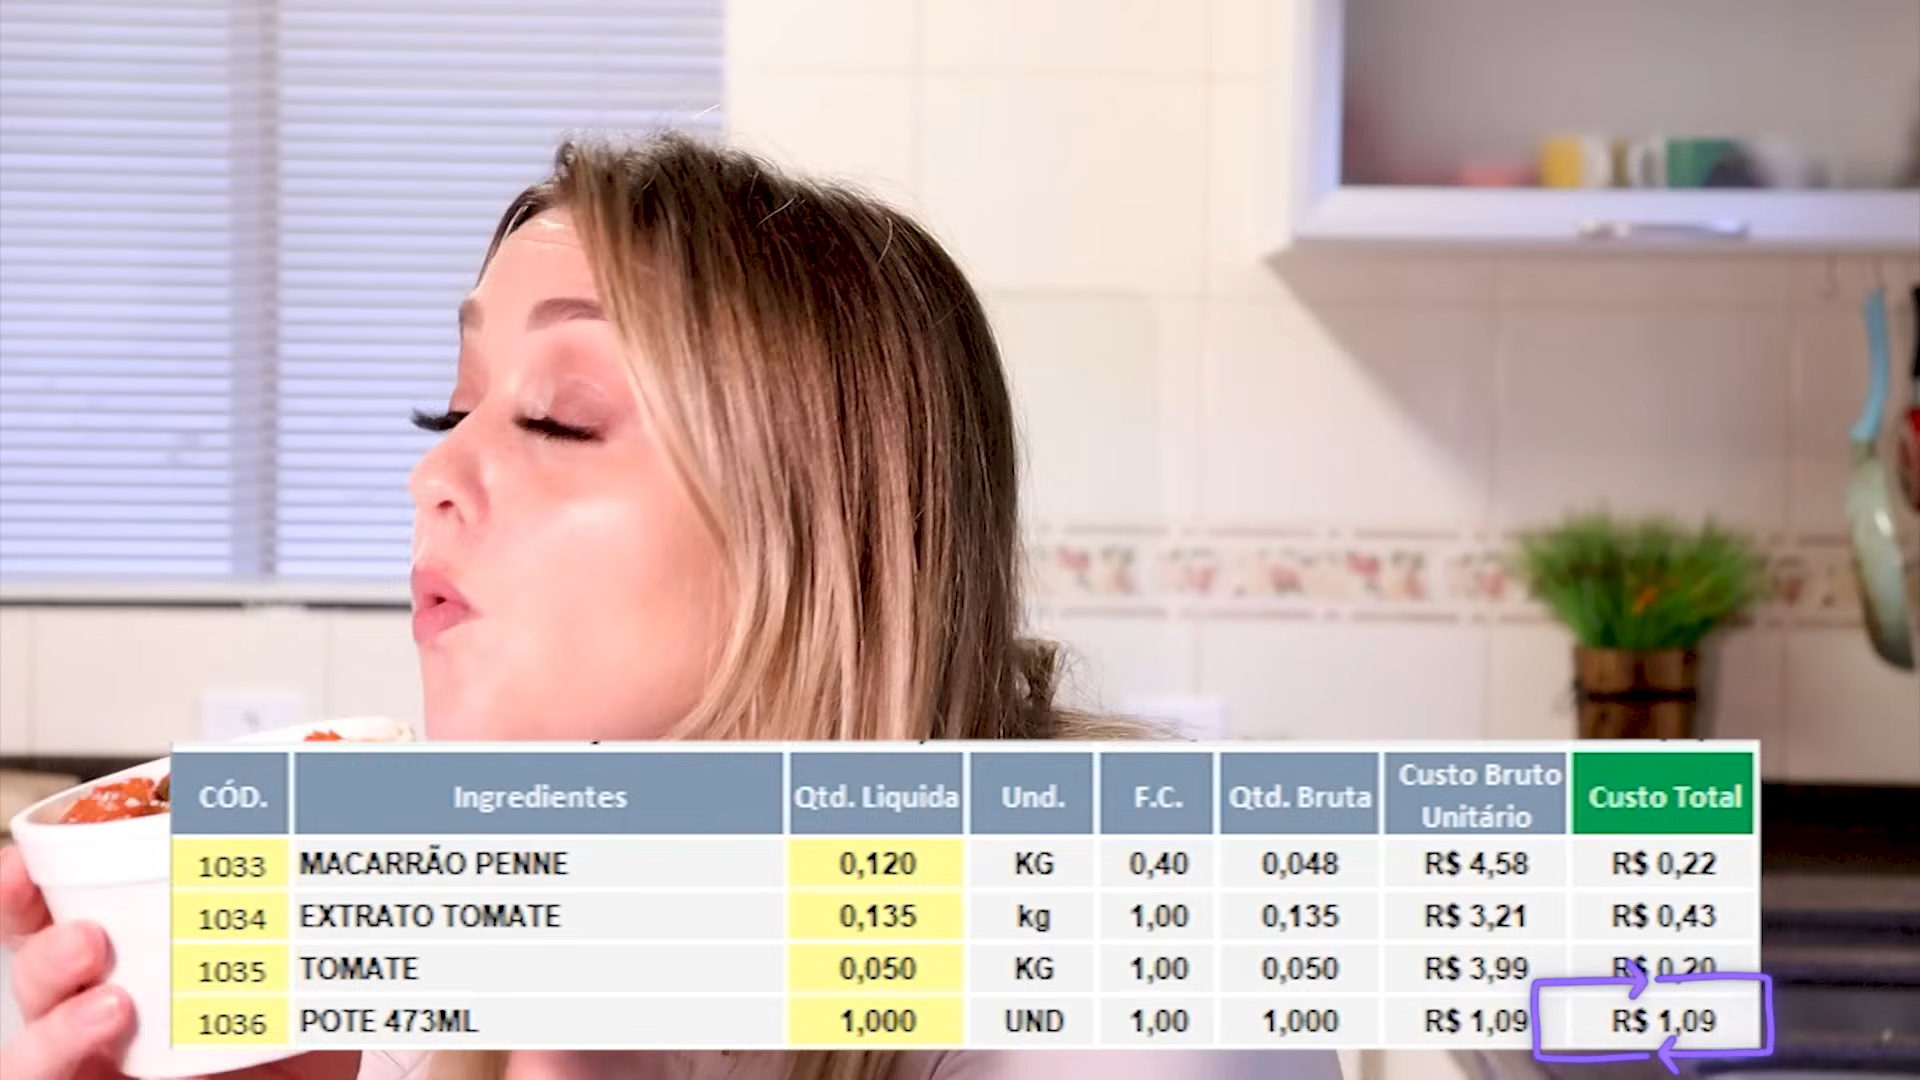 CÓD. Ingredientes Qtd. Liquida Und. F.C. Qtd. Bruta Custo Bruto Unitário Custo Total
1033 MACARRÃO PENNE 0,120 KG 0,40 0,048 R$ 4,58 R$ 0,22
1034 EXTRATO TOMATE 0,135 kg 1,00 0,135 R$ 3,21 R$ 0,43
1035 TOMATE 0,050 KG 1,00 0,050 R$ 3,99 R$ 0,20
1036 POTE 473ML 1,000 UND 1,00 1,000 R$ 1,09 R$ 1,09